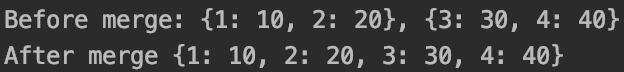 Before merge: {1: 10, 2: 20}, {3: 30, 4: 40}
After merge {1: 10, 2: 20, 3: 30, 4: 40}